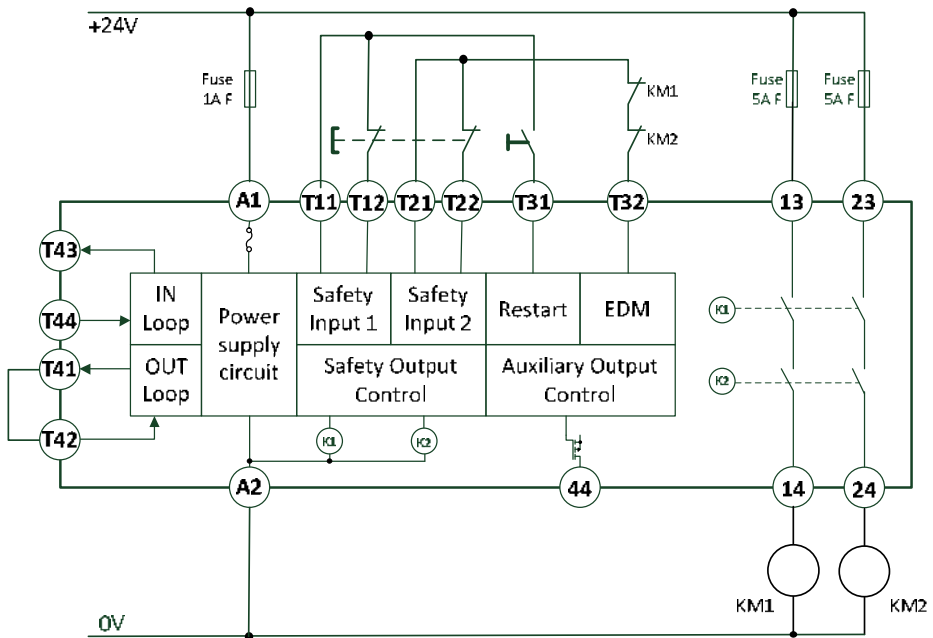 +24V
Fuse
1A F
KM1
KM2
Fuse
5A F
Fuse
5A F
A1
T11
T12
T21
T22
T31
T32
13
23
T43
T44
T41
T42
IN
Loop
OUT
Loop
Power
supply
circuit
Safety
Input 1
Safety
Input 2
Restart
EDM
Safety Output
Control
Auxiliary Output
Control
K1
K2
K1
K2
A2
44
14
24
KM1
KM2
0V